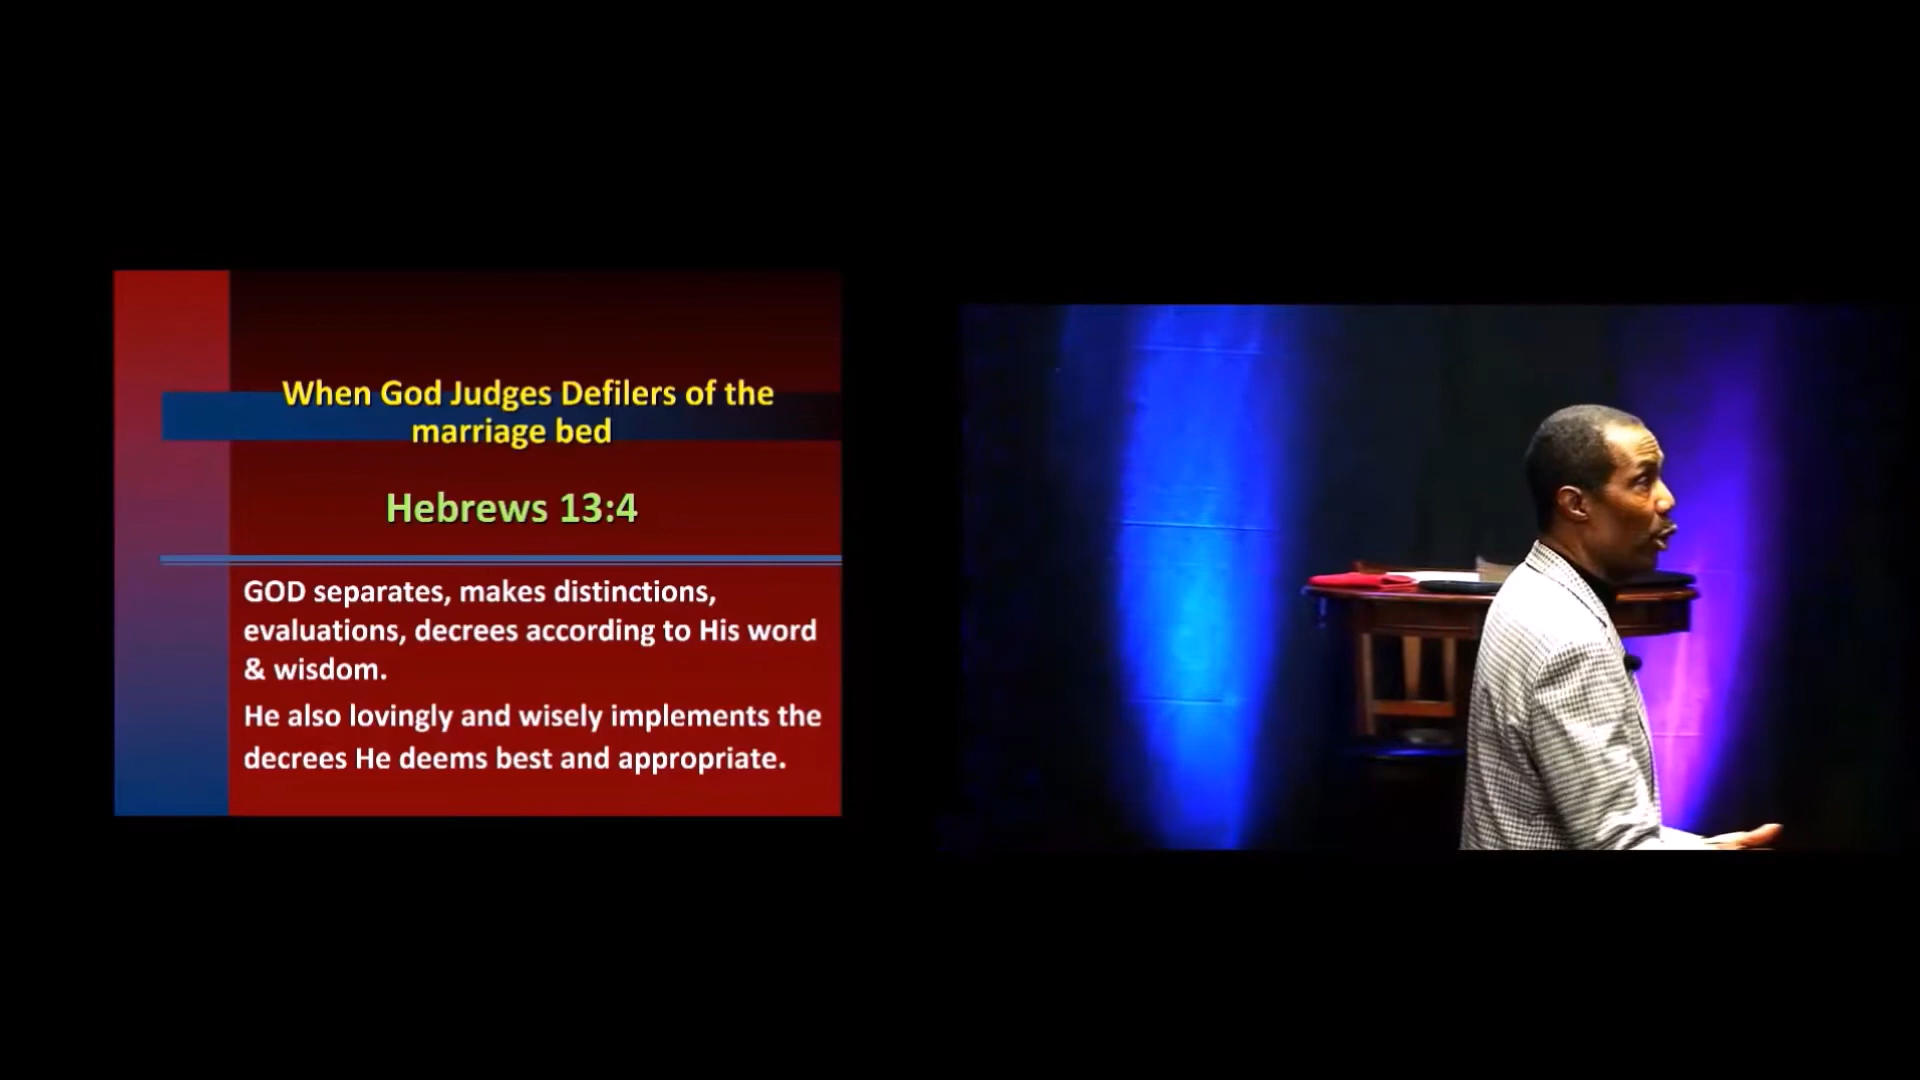 When God Judges Defilers of the
marriage bed
Hebrews 13:4
GOD separates, makes distinctions,
evaluations, decrees according to His word
& wisdom.
He also lovingly and wisely implements the
decrees He deems best and appropriate.